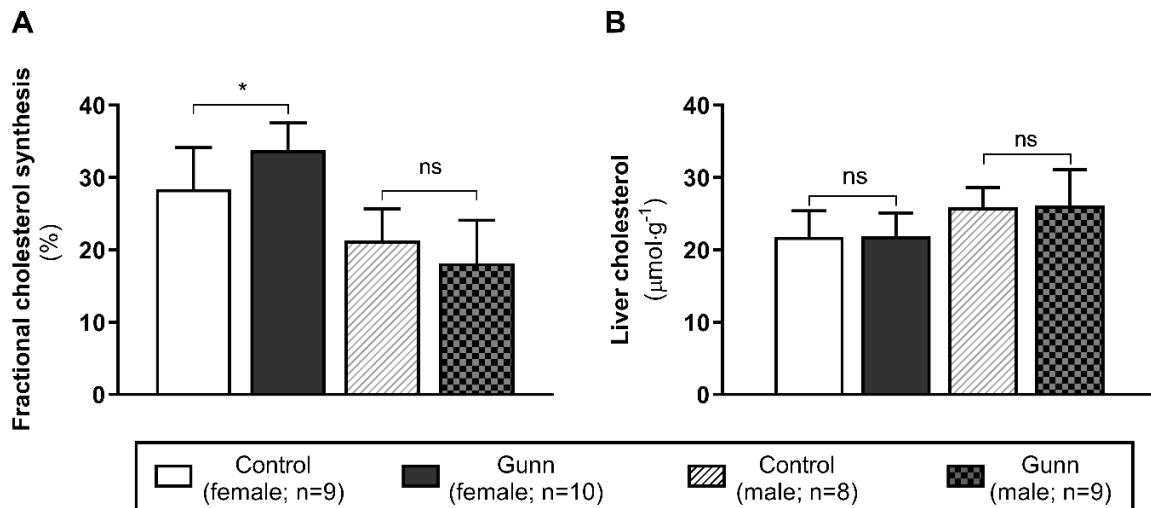 A
Fractional cholesterol synthesis
(%)
40
30
20
10
0
*
ns
B
Liver cholesterol
(μmol·g⁻¹)
40
30
20
10
0
ns
ns
Control
(female; n=9)
Gunn
(female; n=10)
Control
(male; n=8)
Gunn
(male; n=9)